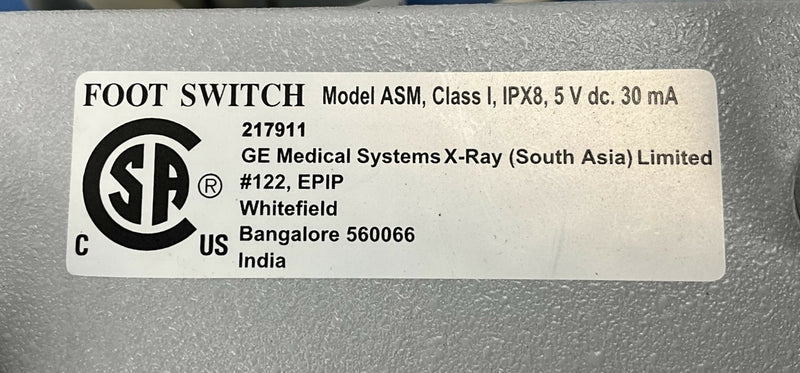 FOOT SWITCH Model ASM, Class I, IPX8, 5 V dc. 30 mA
217911
GE Medical Systems X-Ray (South Asia) Limited
#122, EPIP
Whitefield
Bangalore 560066
India
SA ®
C US